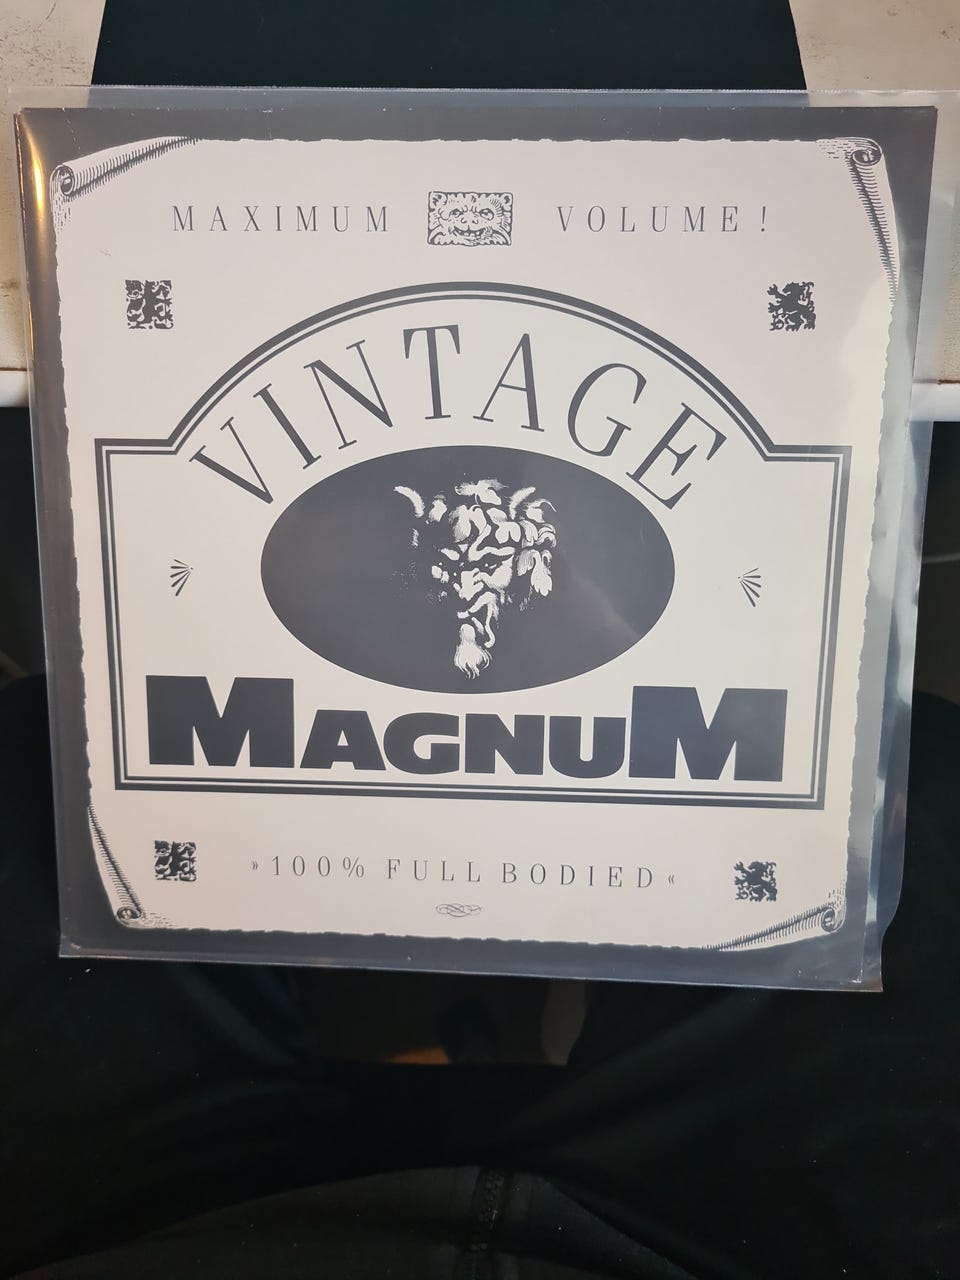 MAXIMUM VOLUME!
VINTAGE
MAGNUM
»100% FULL BODIED«